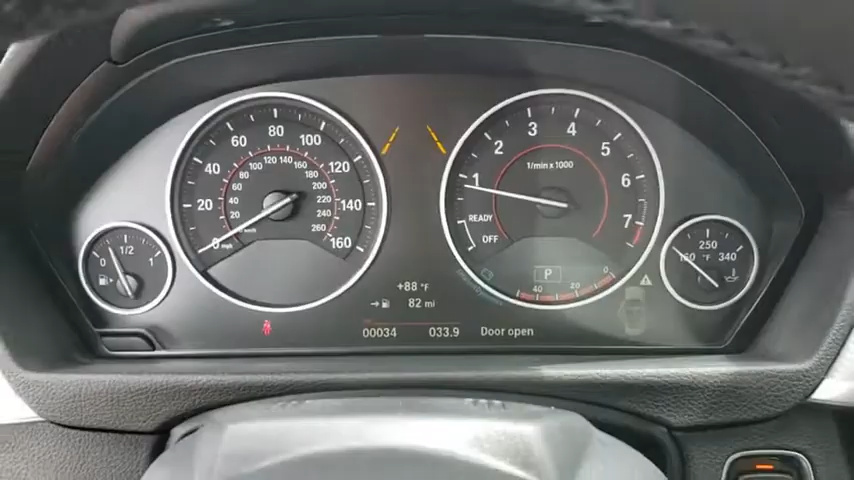 20 40 60 80 100 120 140 160
20 40 60 80 100 120 140 160 200 220 240 260
0 mph
km/h
0 1/2 1
+88 °F
82 mi
00034 033.9 Door open
1 2 3 4 5 6 7
1/min x 1000
READY
OFF
P
40 20 0
160 250 340
°F